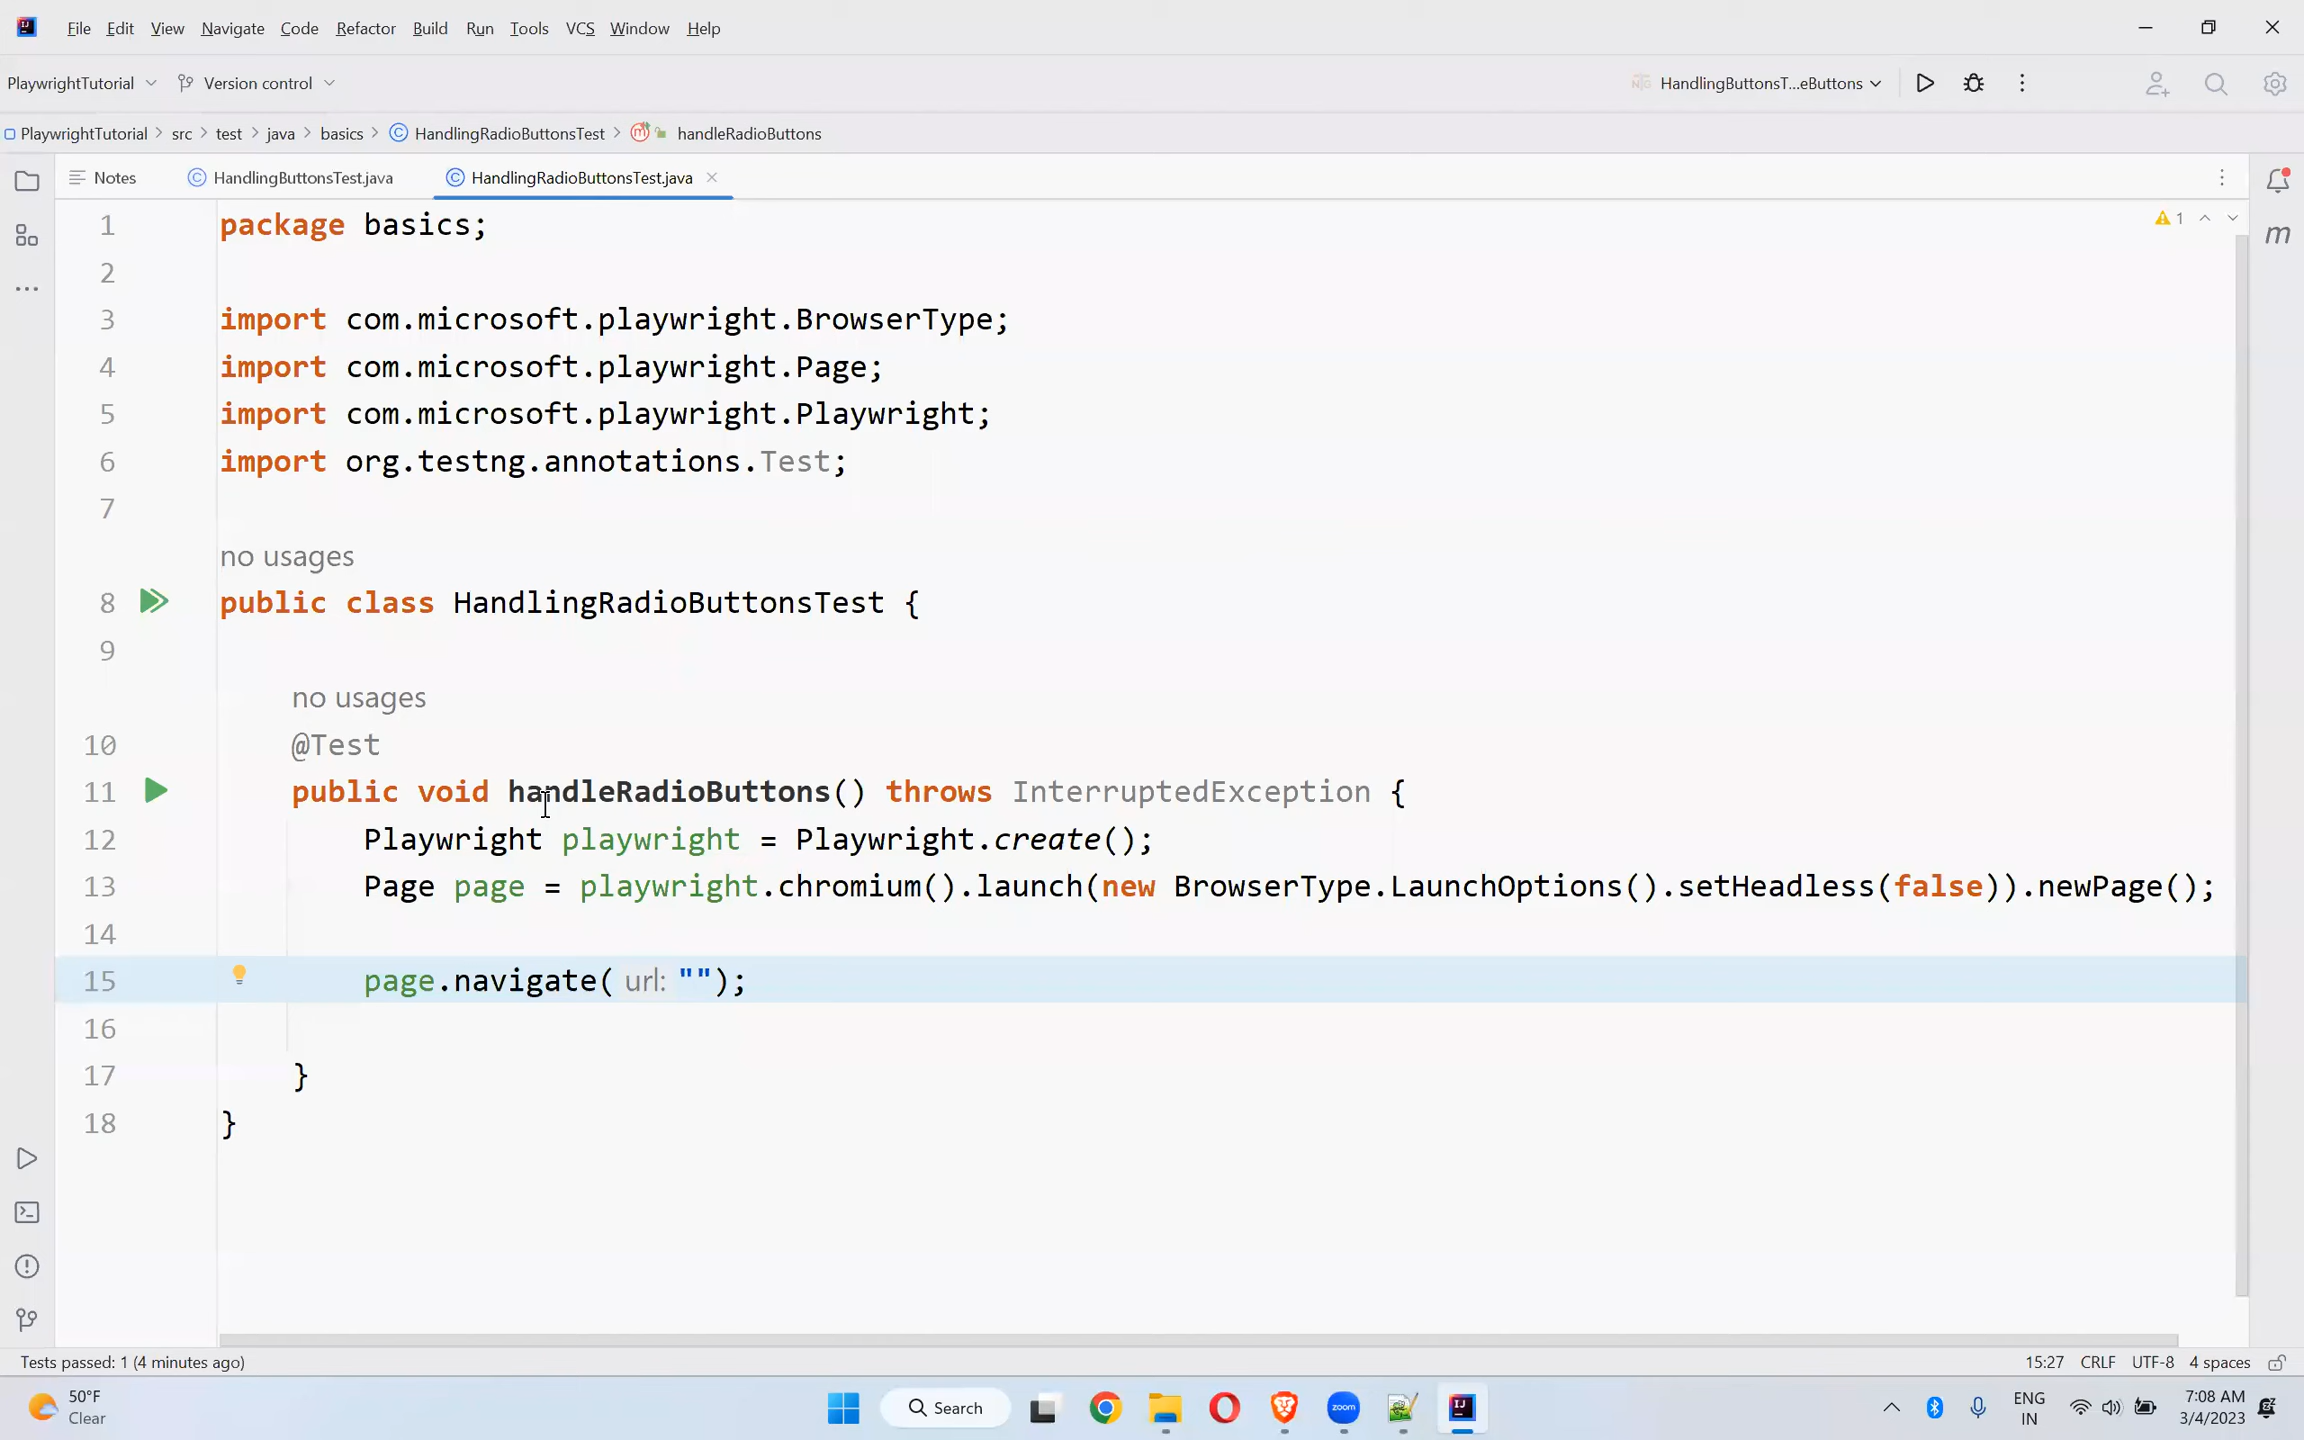 File Edit View Navigate Code Refactor Build Run Tools VCS Window Help
PlaywrightTutorial Version control HandlingButtonsT...eButtons
PlaywrightTutorial src test java basics HandlingRadioButtonsTest handleRadioButtons
Notes HandlingButtonsTest.java HandlingRadioButtonsTest.java
1 package basics; 1
2
3 import com.microsoft.playwright.BrowserType;
4 import com.microsoft.playwright.Page;
5 import com.microsoft.playwright.Playwright;
6 import org.testng.annotations.Test;
7
no usages
8 public class HandlingRadioButtonsTest {
9
no usages
10 @Test
11 public void handleRadioButtons() throws InterruptedException {
12 Playwright playwright = Playwright.create();
13 Page page = playwright.chromium().launch(new BrowserType.LaunchOptions().setHeadless(false)).newPage();
14
15 page.navigate( url: "");
16
17 }
18 }
Tests passed: 1 (4 minutes ago) 15:27 CRLF UTF-8 4 spaces
50°F
Clear
Search
zoom
ENG
IN
7:08 AM
3/4/2023